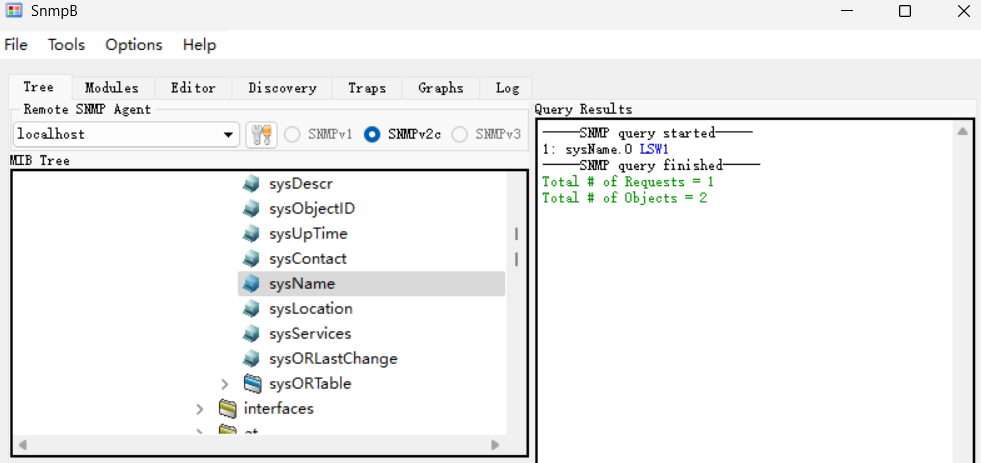 SnmpB
File Tools Options Help
Tree Modules Editor Discovery Traps Graphs Log
Remote SNMP Agent
localhost SNMPv1 SNMPv2c SNMPv3
MIB Tree
sysDescr
sysObjectID
sysUpTime
sysContact
sysName
sysLocation
sysServices
sysORLastChange
sysORTable
interfaces
at
Query Results
-----SNMP query started-----
1: sysName.0 LSW1
-----SNMP query finished-----
Total # of Requests = 1
Total # of Objects = 2